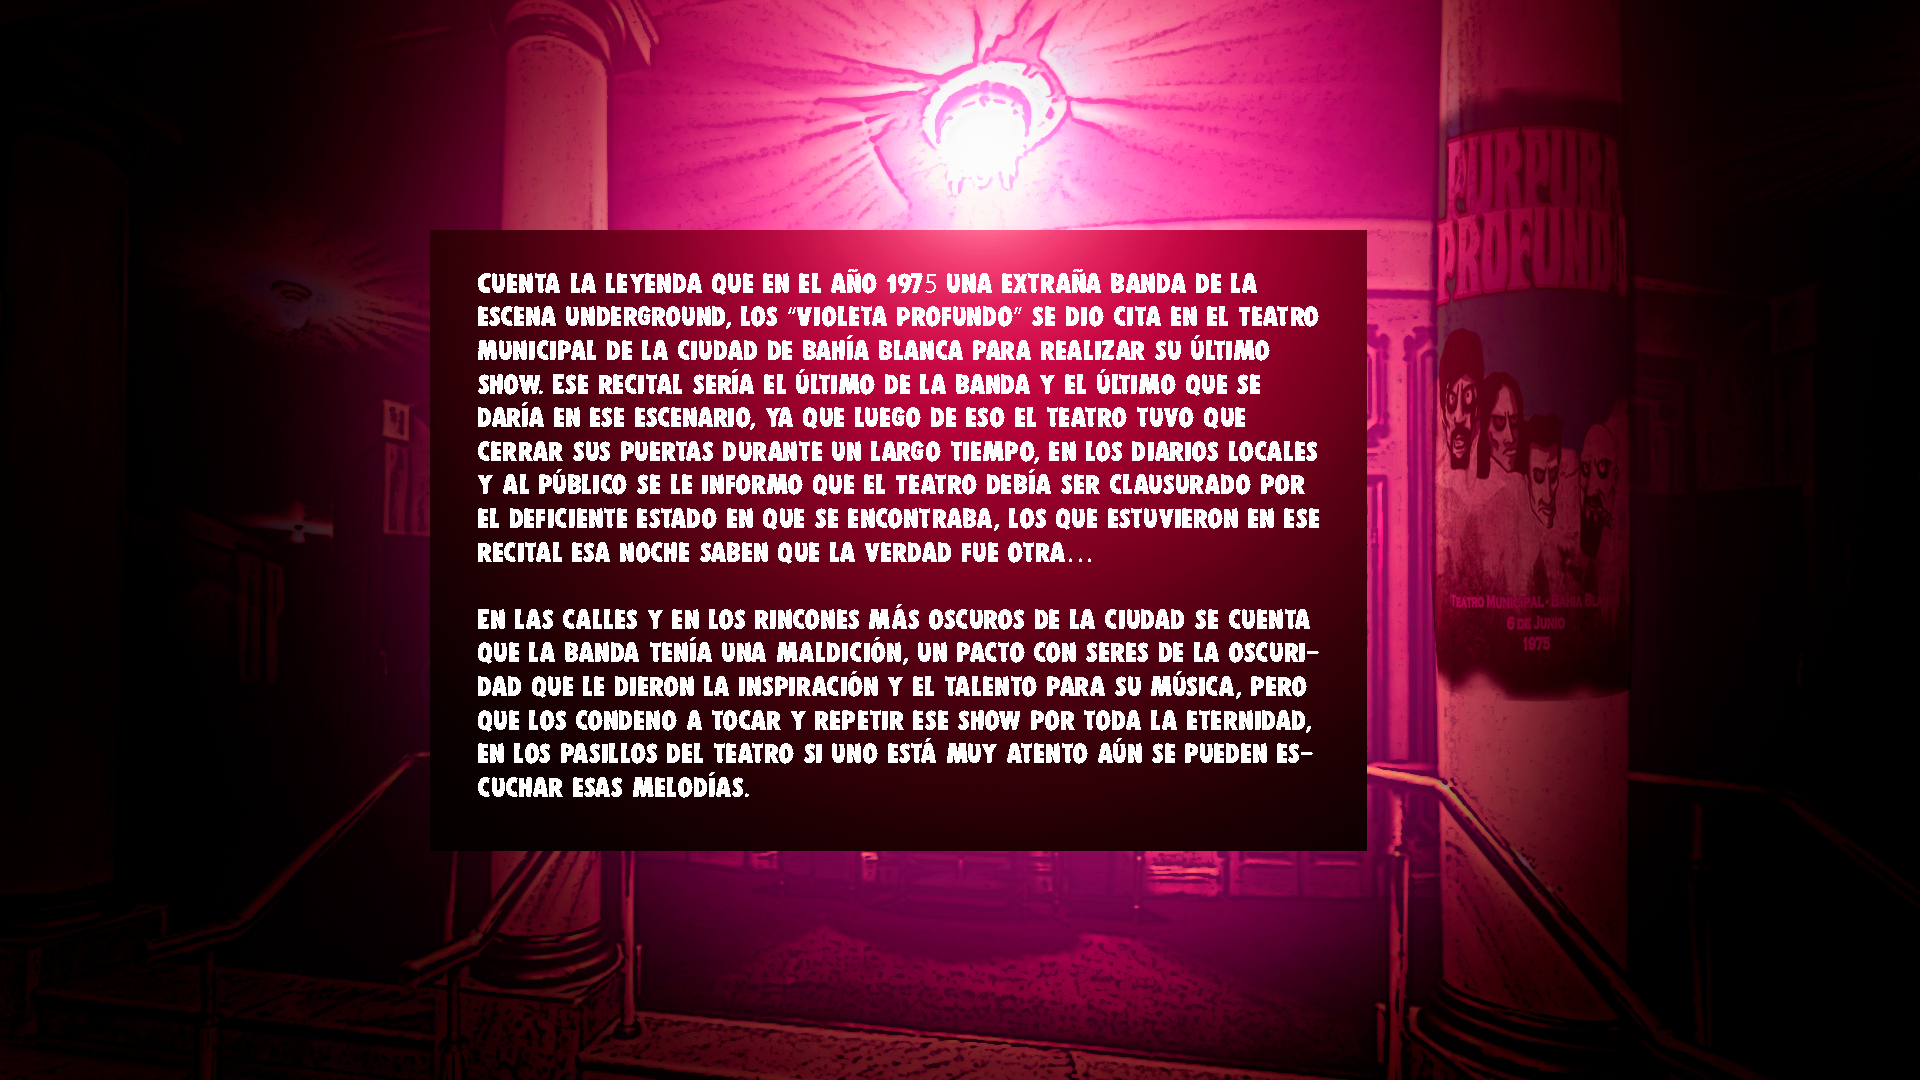 CUENTA LA LEYENDA QUE EN EL AÑO 1975 UNA EXTRAÑA BANDA DE LA
ESCENA UNDERGROUND, LOS “VIOLETA PROFUNDO” SE DIO CITA EN EL TEATRO
MUNICIPAL DE LA CIUDAD DE BAHÍA BLANCA PARA REALIZAR SU ÚLTIMO
SHOW. ESE RECITAL SERÍA EL ÚLTIMO DE LA BANDA Y EL ÚLTIMO QUE SE
DARÍA EN ESE ESCENARIO, YA QUE LUEGO DE ESO EL TEATRO TUVO QUE
CERRAR SUS PUERTAS DURANTE UN LARGO TIEMPO, EN LOS DIARIOS LOCALES
Y AL PÚBLICO SE LE INFORMO QUE EL TEATRO DEBÍA SER CLAUSURADO POR
EL DEFICIENTE ESTADO EN QUE SE ENCONTRABA, LOS QUE ESTUVIERON EN ESE
RECITAL ESA NOCHE SABEN QUE LA VERDAD FUE OTRA...
EN LAS CALLES Y EN LOS RINCONES MÁS OSCUROS DE LA CIUDAD SE CUENTA
QUE LA BANDA TENÍA UNA MALDICIÓN, UN PACTO CON SERES DE LA OSCURI-
DAD QUE LE DIERON LA INSPIRACIÓN Y EL TALENTO PARA SU MÚSICA, PERO
QUE LOS CONDENO A TOCAR Y REPETIR ESE SHOW POR TODA LA ETERNIDAD,
EN LOS PASILLOS DEL TEATRO SI UNO ESTÁ MUY ATENTO AÚN SE PUEDEN ES-
CUCHAR ESAS MELODÍAS.
PURPURA
PROFUNDA
TEATRO MUNICIPAL - BAHIA BLA
6 DE JUNIO
1975